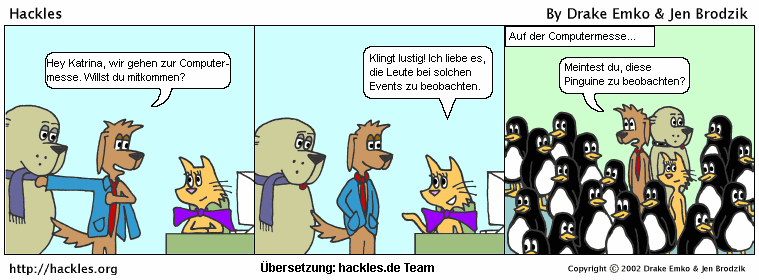 Hackles
By Drake Emko & Jen Brodzik
Hey Katrina, wir gehen zur Computer-
messe. Willst du mitkommen?
Klingt lustig! Ich liebe es,
die Leute bei solchen
Events zu beobachten.
Auf der Computermesse...
Meintest du, diese
Pinguine zu beobachten?
http://hackles.org
Übersetzung: hackles.de Team
Copyright © 2002 Drake Emko & Jen Brodzik